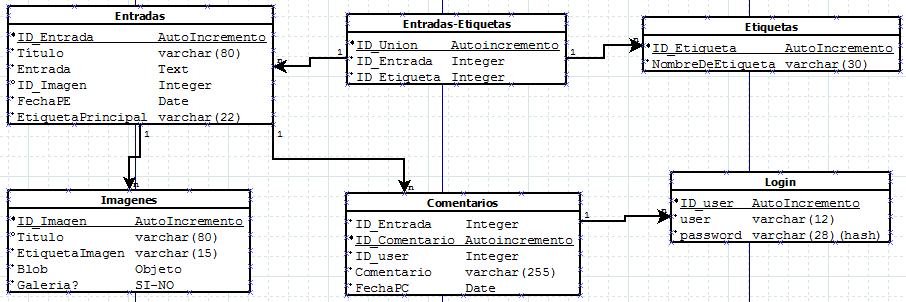 Entradas
ID_Entrada AutoIncremento
Título varchar(80)
Entrada Text
ID_Imagen Integer
FechaPE Date
EtiquetaPrincipal varchar(22)
Entradas-Etiquetas
ID_Union Autoincremento
ID_Entrada Integer
ID_Etiqueta Integer
Etiquetas
ID_Etiqueta AutoIncremento
NombreDeEtiqueta varchar(30)
n
1
1
n
1
1
n
n
Imagenes
ID_Imagen AutoIncremento
Titulo varchar(80)
EtiquetaImagen varchar(15)
Blob Objeto
Galeria? SI-NO
Comentarios
ID_Entrada Integer
ID_Comentario Autoincremento
ID_user Integer
Comentario varchar(255)
FechaPC Date
1
n
Login
ID_user AutoIncremento
user varchar(12)
password varchar(28)(hash)